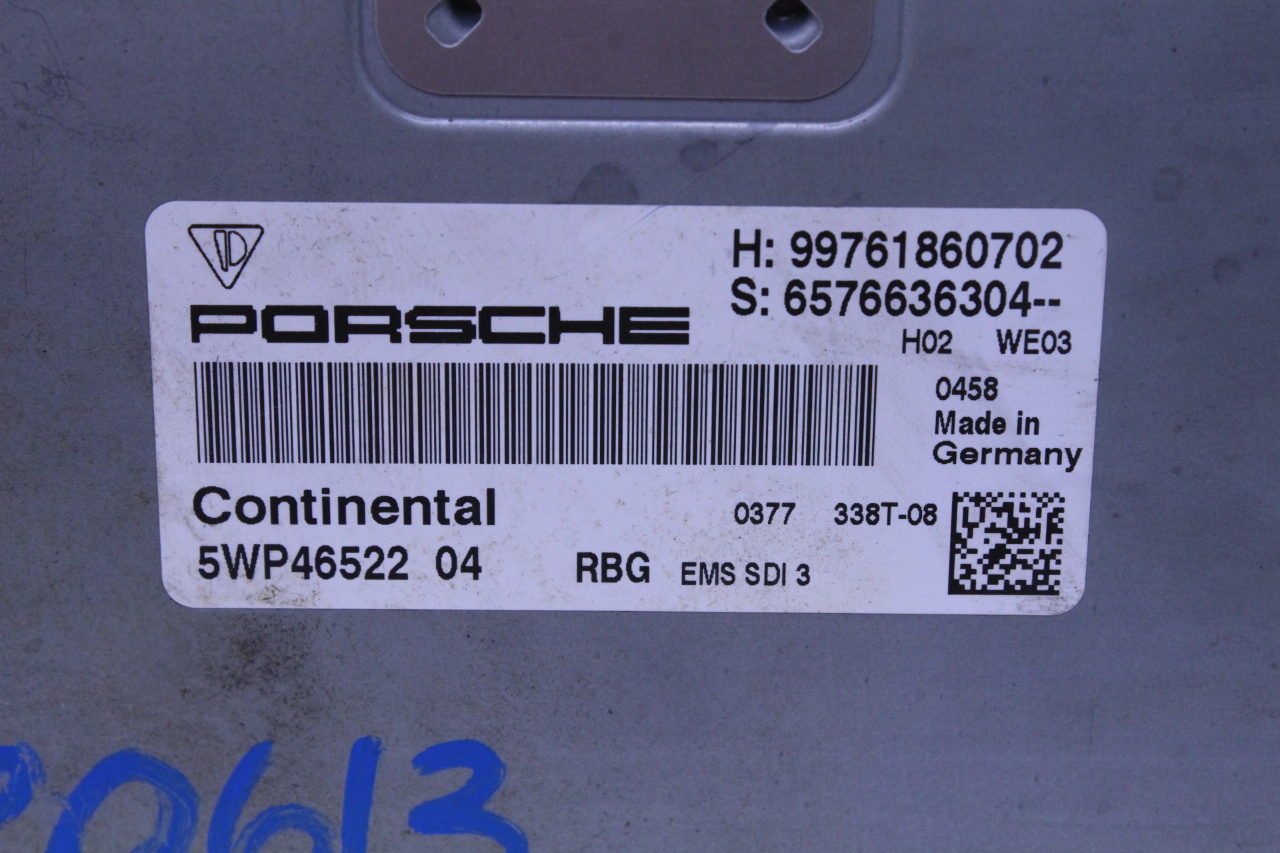 PORSCHE
H: 99761860702
S: 6576636304--
H02 WE03
0458
Made in
Germany
Continental
0377 338T-08
5WP46522 04 RBG EMS SDI 3
0613